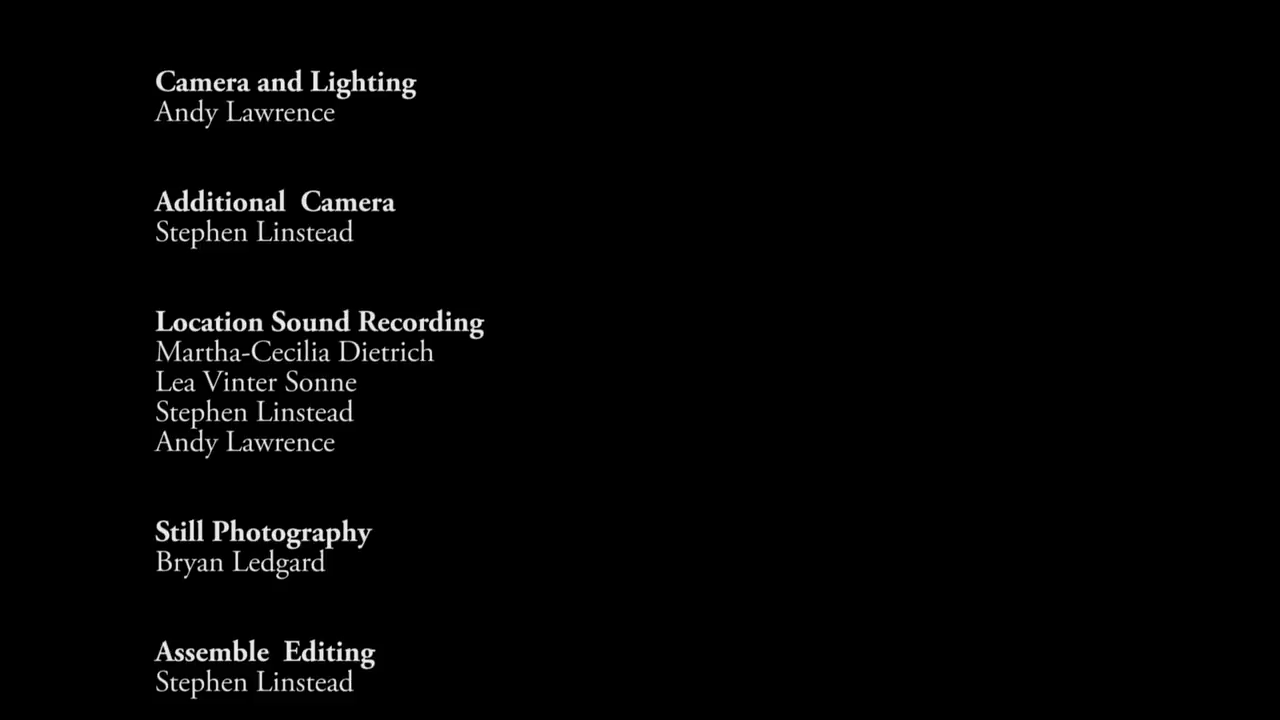 Camera and Lighting
Andy Lawrence
Additional Camera
Stephen Linstead
Location Sound Recording
Martha-Cecilia Dietrich
Lea Vinter Sonne
Stephen Linstead
Andy Lawrence
Still Photography
Bryan Ledgard
Assemble Editing
Stephen Linstead